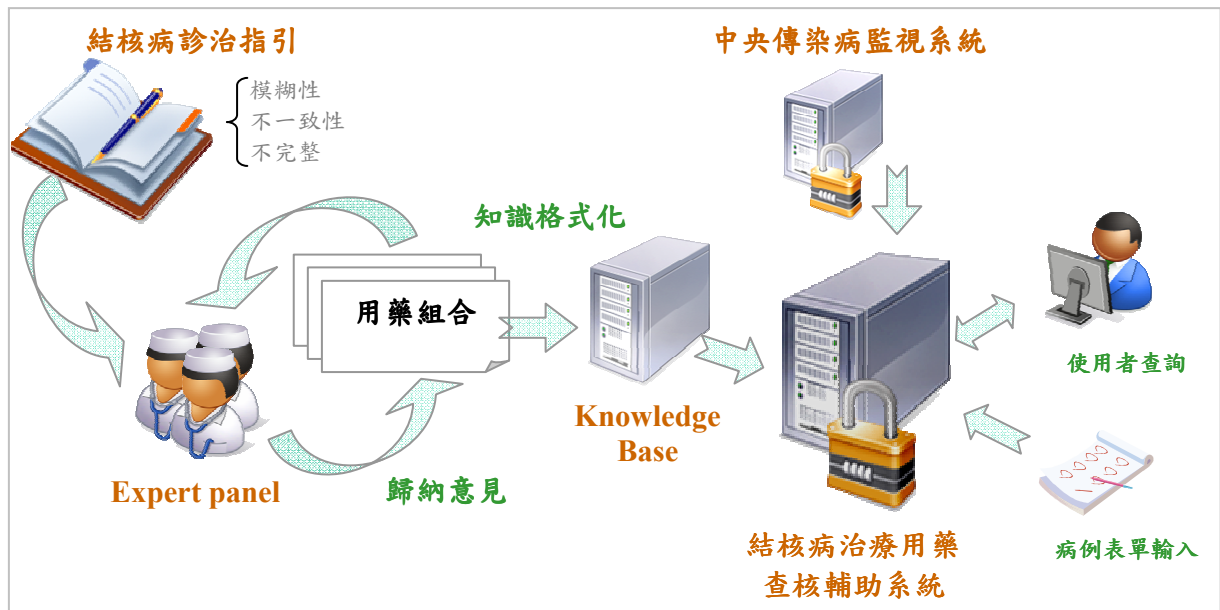 結核病診治指引
中央傳染病監視系統
模糊性
不一致性
不完整
知識格式化
用藥組合
使用者查詢
Knowledge
Base
Expert panel
歸納意見
結核病治療用藥
查核輔助系統
病例表單輸入